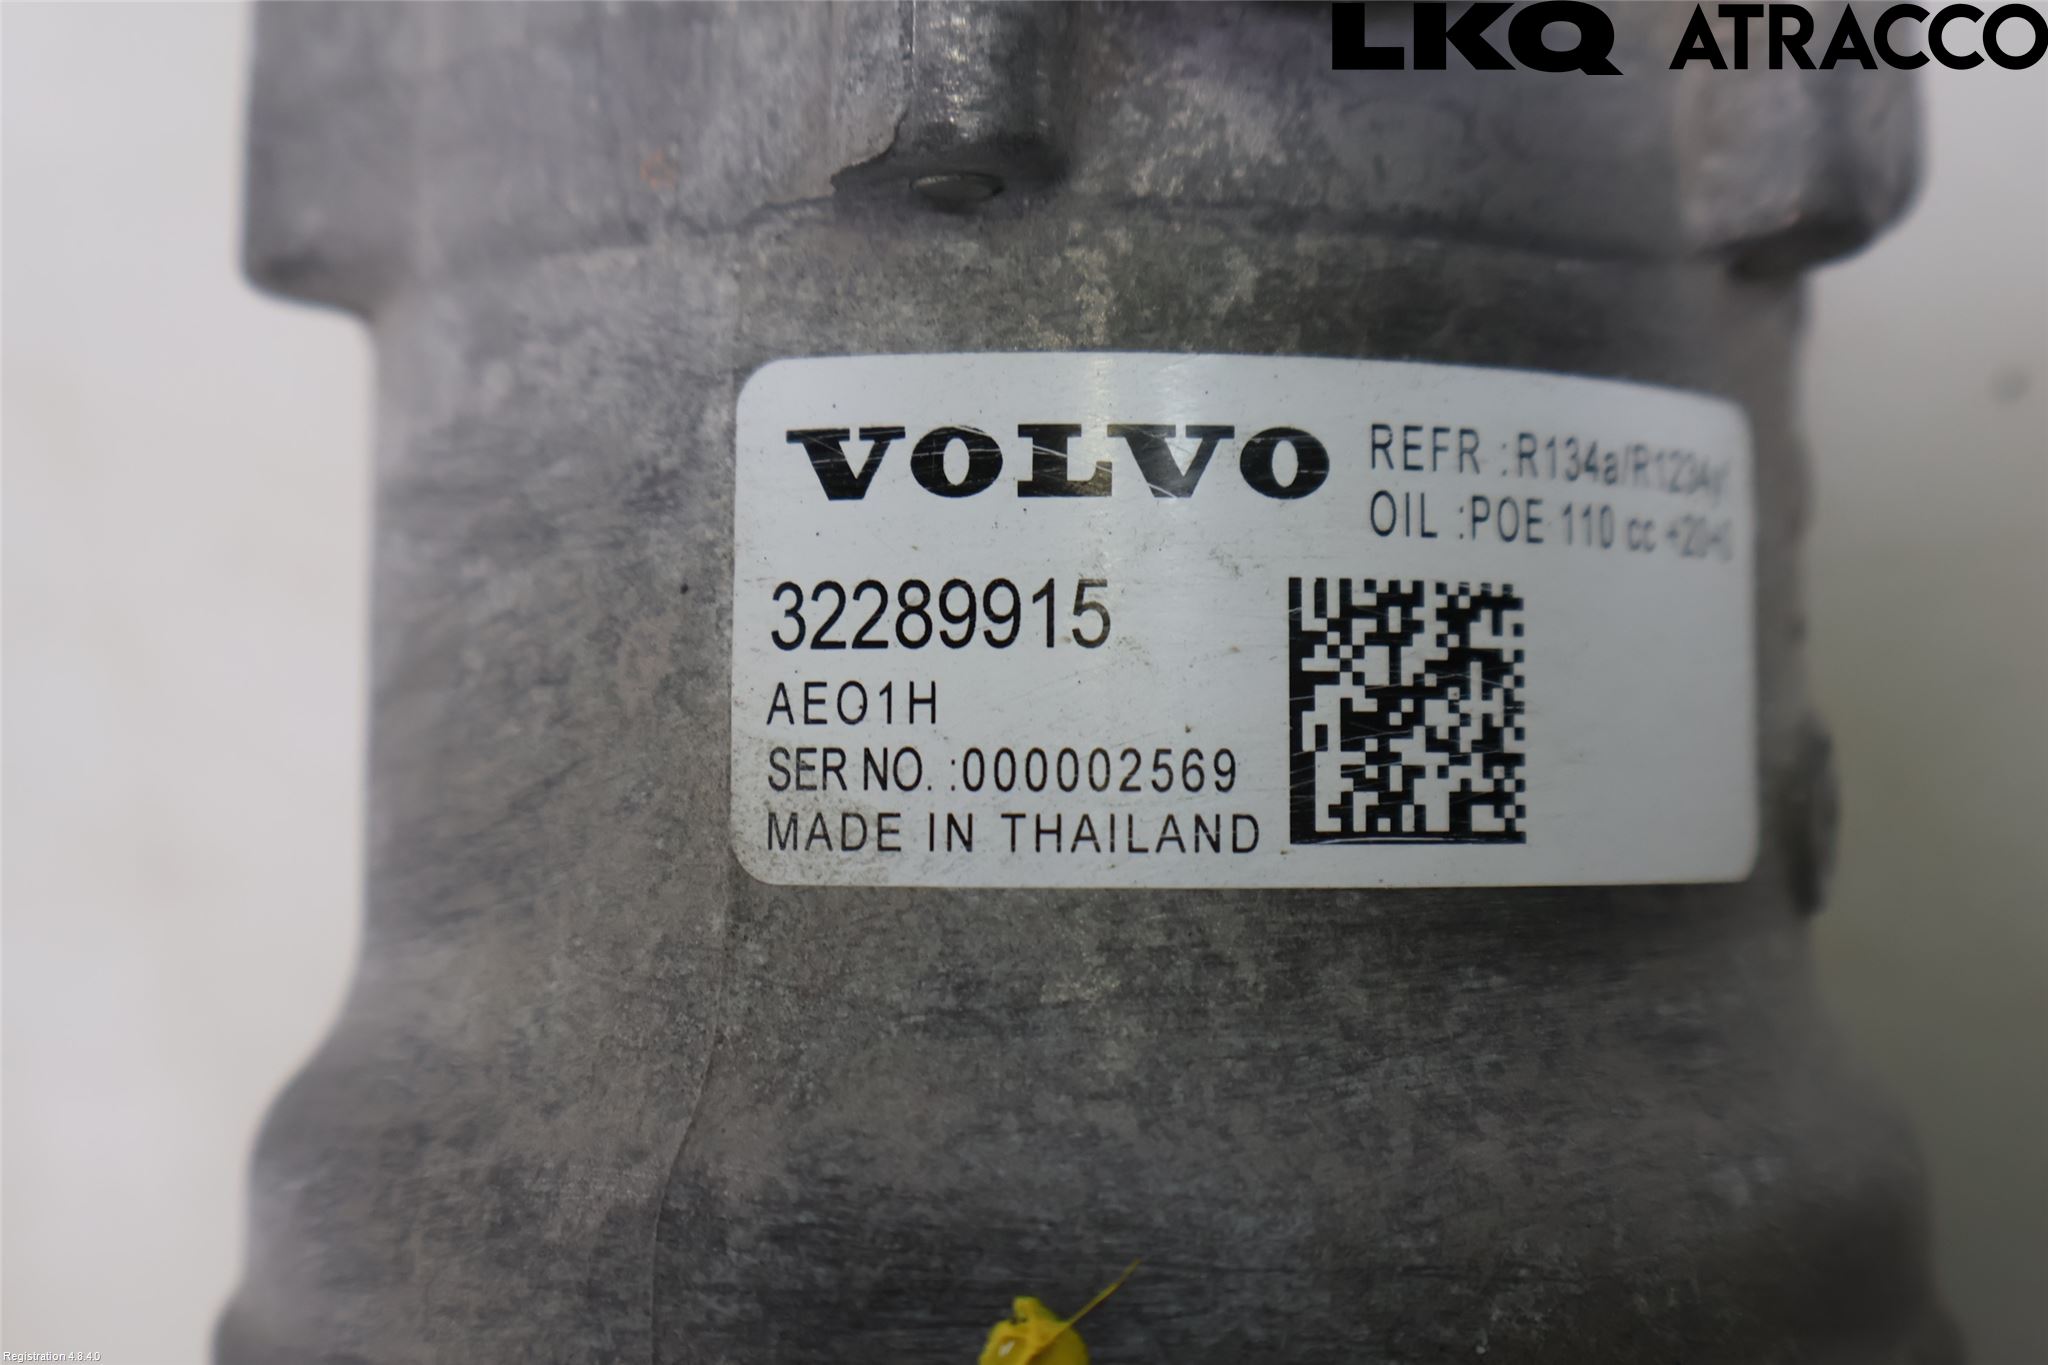 LKQ ATRACCO
VOLVO
REFR :R134a/R1234yf
OIL :POE 110 cc
32289915
AE01H
SER NO. :000002569
MADE IN THAILAND
Registration 4.8.4.0